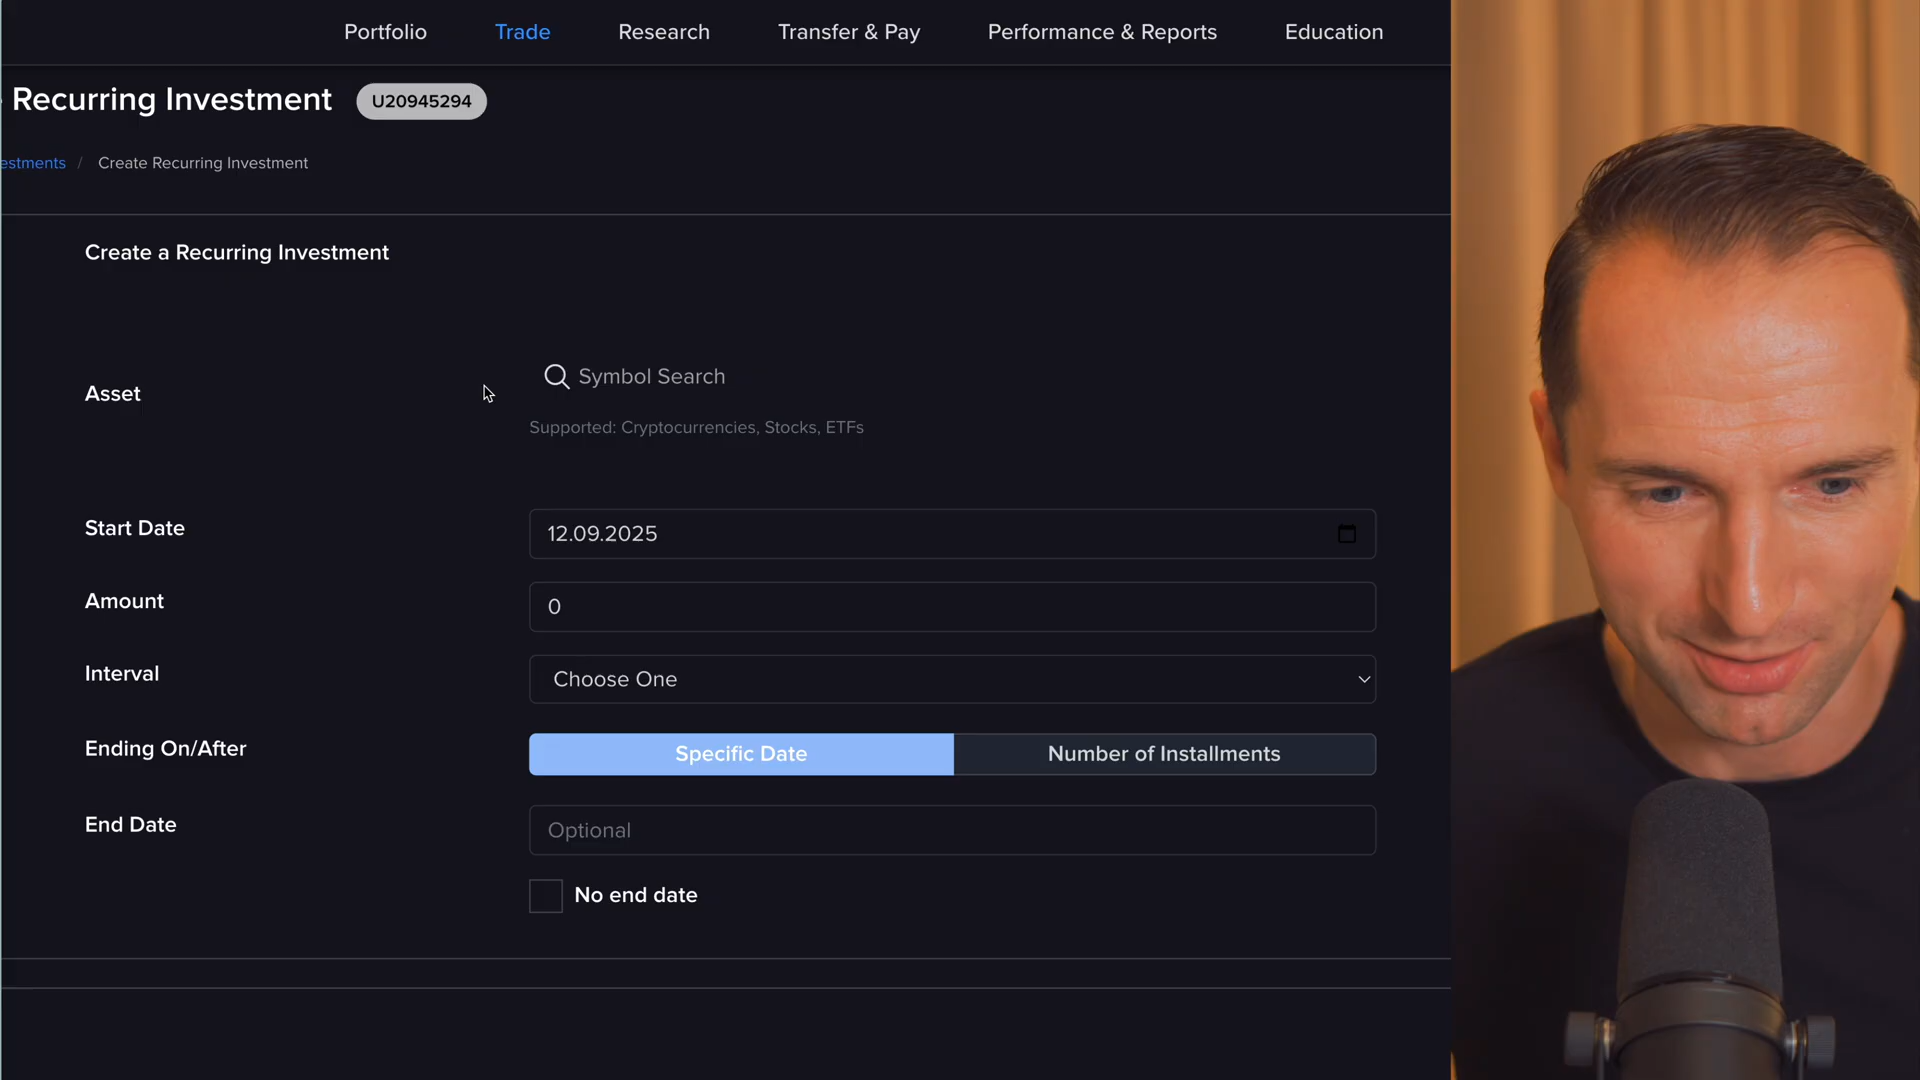 Portfolio Trade Research Transfer & Pay Performance & Reports Education
Recurring Investment U20945294
estments / Create Recurring Investment
Create a Recurring Investment
Asset
Symbol Search
Supported: Cryptocurrencies, Stocks, ETFs
Start Date
12.09.2025
Amount
0
Interval
Choose One
Ending On/After
Specific Date Number of Installments
End Date
Optional
No end date